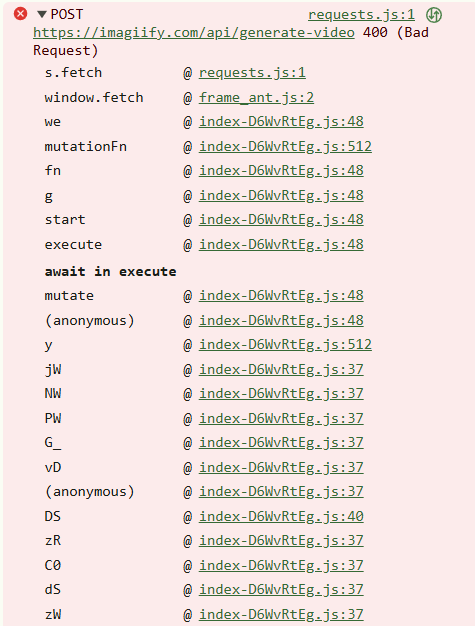 POST requests.js:1
https://imagiify.com/api/generate-video 400 (Bad
Request)
s.fetch @ requests.js:1
window.fetch @ frame_ant.js:2
we @ index-D6WvRtEg.js:48
mutationFn @ index-D6WvRtEg.js:512
fn @ index-D6WvRtEg.js:48
g @ index-D6WvRtEg.js:48
start @ index-D6WvRtEg.js:48
execute @ index-D6WvRtEg.js:48
await in execute
mutate @ index-D6WvRtEg.js:48
(anonymous) @ index-D6WvRtEg.js:48
y @ index-D6WvRtEg.js:512
jW @ index-D6WvRtEg.js:37
NW @ index-D6WvRtEg.js:37
PW @ index-D6WvRtEg.js:37
G_ @ index-D6WvRtEg.js:37
vD @ index-D6WvRtEg.js:37
(anonymous) @ index-D6WvRtEg.js:37
DS @ index-D6WvRtEg.js:40
zR @ index-D6WvRtEg.js:37
C0 @ index-D6WvRtEg.js:37
dS @ index-D6WvRtEg.js:37
zW @ index-D6WvRtEg.js:37